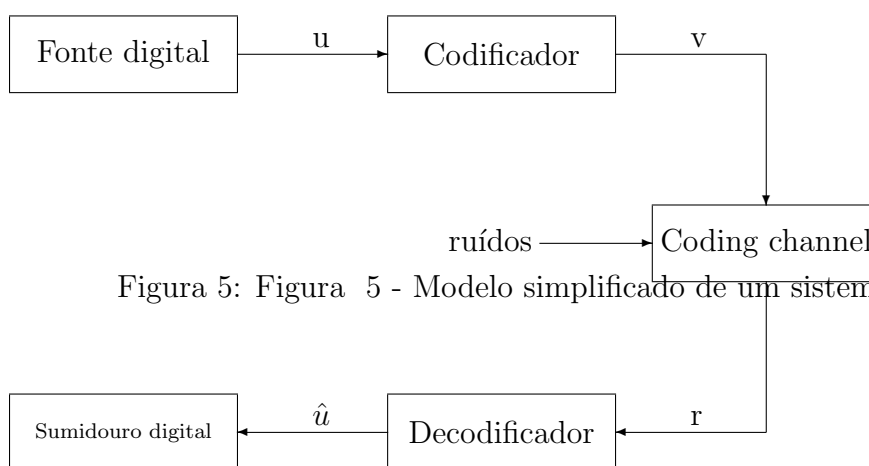 Fonte digital
u
Codificador
v
ruídos
Coding channel
Figura 5: Figura 5 - Modelo simplificado de um sistem
Sumidouro digital
û
Decodificador
r